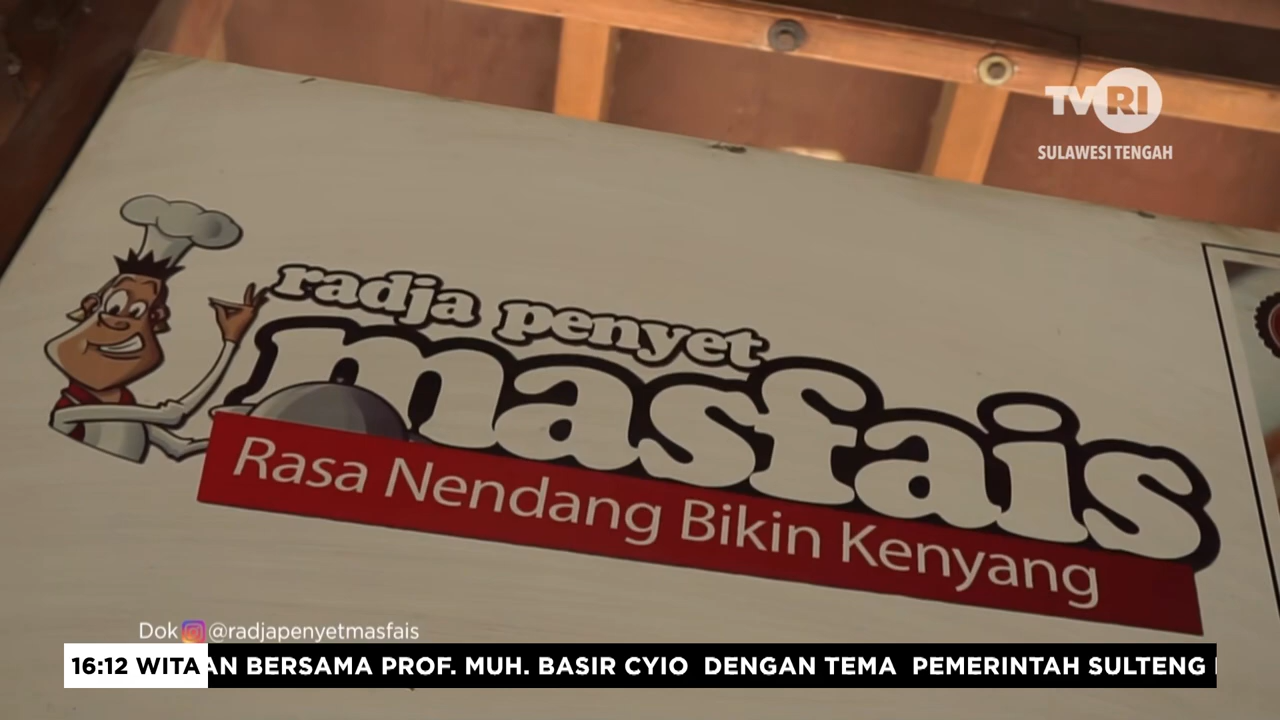 TVRI
SULAWESI TENGAH
radja penyet
masfais
Rasa Nendang Bikin Kenyang
Dok @radjapenyetmasfais
16:12 WITA AN BERSAMA PROF. MUH. BASIR CYIO DENGAN TEMA PEMERINTAH SULTENG